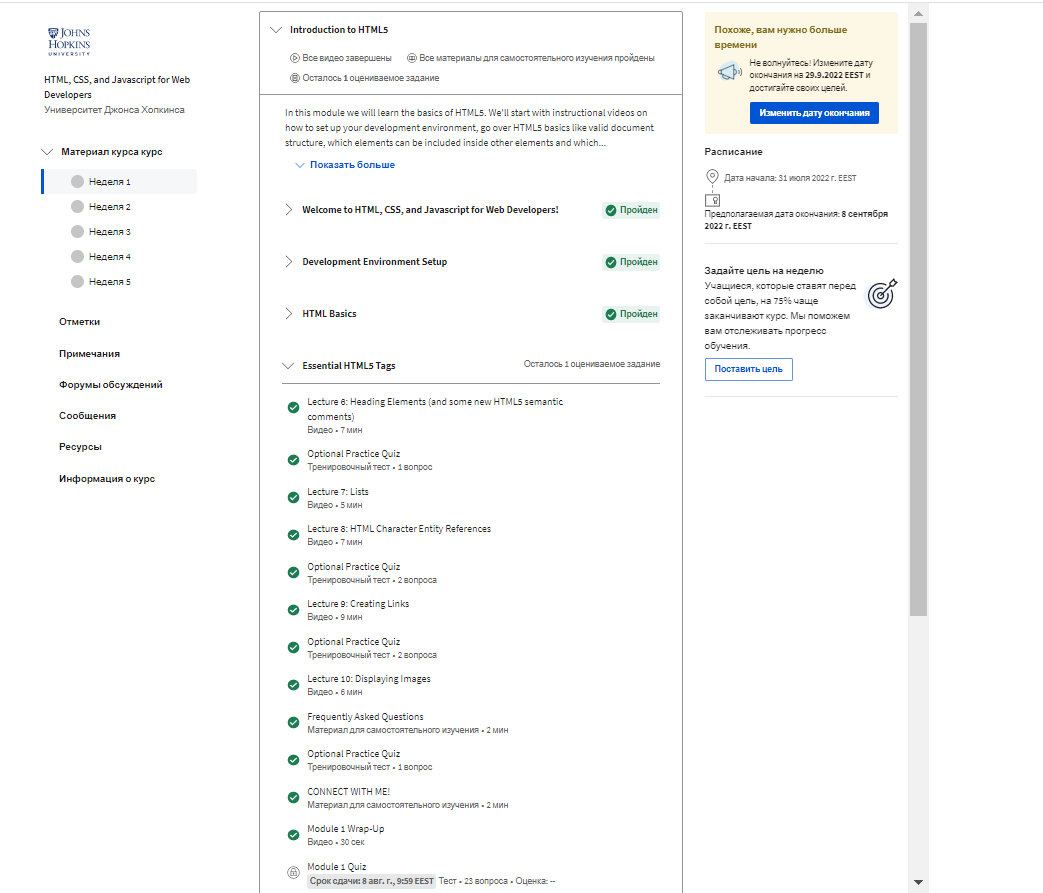 JOHNS
HOPKINS
UNIVERSITY
HTML, CSS, and Javascript for Web
Developers
Университет Джонса Хопкинса
Материал курса курс
Неделя 1
Неделя 2
Неделя 3
Неделя 4
Неделя 5
Отметки
Примечания
Форумы обсуждений
Сообщения
Ресурсы
Информация о курс
Introduction to HTML5
Все видео завершены
Все материалы для самостоятельного изучения пройдены
Осталось 1 оцениваемое задание
In this module we will learn the basics of HTML5. We'll start with instructional videos on
how to set up your development environment, go over HTML5 basics like valid document
structure, which elements can be included inside other elements and which...
Показать больше
Welcome to HTML, CSS, and Javascript for Web Developers!
Пройден
Development Environment Setup
Пройден
HTML Basics
Пройден
Essential HTML5 Tags
Осталось 1 оцениваемое задание
Lecture 6: Heading Elements (and some new HTML5 semantic
comments)
Видео • 7 мин
Optional Practice Quiz
Тренировочный тест • 1 вопрос
Lecture 7: Lists
Видео • 5 мин
Lecture 8: HTML Character Entity References
Видео • 7 мин
Optional Practice Quiz
Тренировочный тест • 2 вопроса
Lecture 9: Creating Links
Видео • 9 мин
Optional Practice Quiz
Тренировочный тест • 2 вопроса
Lecture 10: Displaying Images
Видео • 6 мин
Frequently Asked Questions
Материал для самостоятельного изучения • 2 мин
Optional Practice Quiz
Тренировочный тест • 1 вопрос
CONNECT WITH ME!
Материал для самостоятельного изучения • 2 мин
Module 1 Wrap-Up
Видео • 30 сек
Module 1 Quiz
Срок сдачи: 8 авг. г., 9:59 EEST Тест • 23 вопроса • Оценка: --
Похоже, вам нужно больше
времени
Не волнуйтесь! Измените дату
окончания на 29.9.2022 EEST и
достигайте своих целей.
Изменить дату окончания
Расписание
Дата начала: 31 июля 2022 г. EEST
Предполагаемая дата окончания: 8 сентября
2022 г. EEST
Задайте цель на неделю
Учащиеся, которые ставят перед
собой цель, на 75% чаще
заканчивают курс. Мы поможем
вам отслеживать прогресс
обучения.
Поставить цель